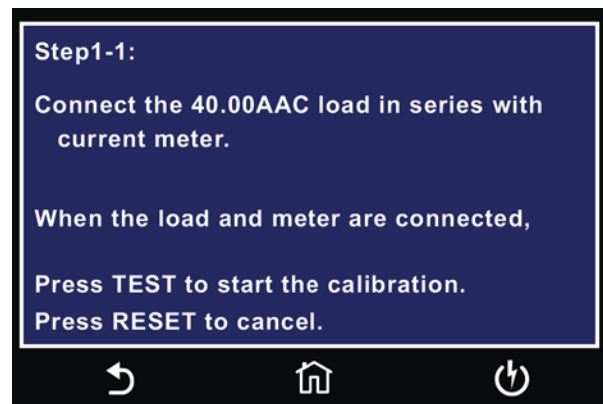 Step1-1:
Connect the 40.00AAC load in series with
current meter.
When the load and meter are connected,
Press TEST to start the calibration.
Press RESET to cancel.